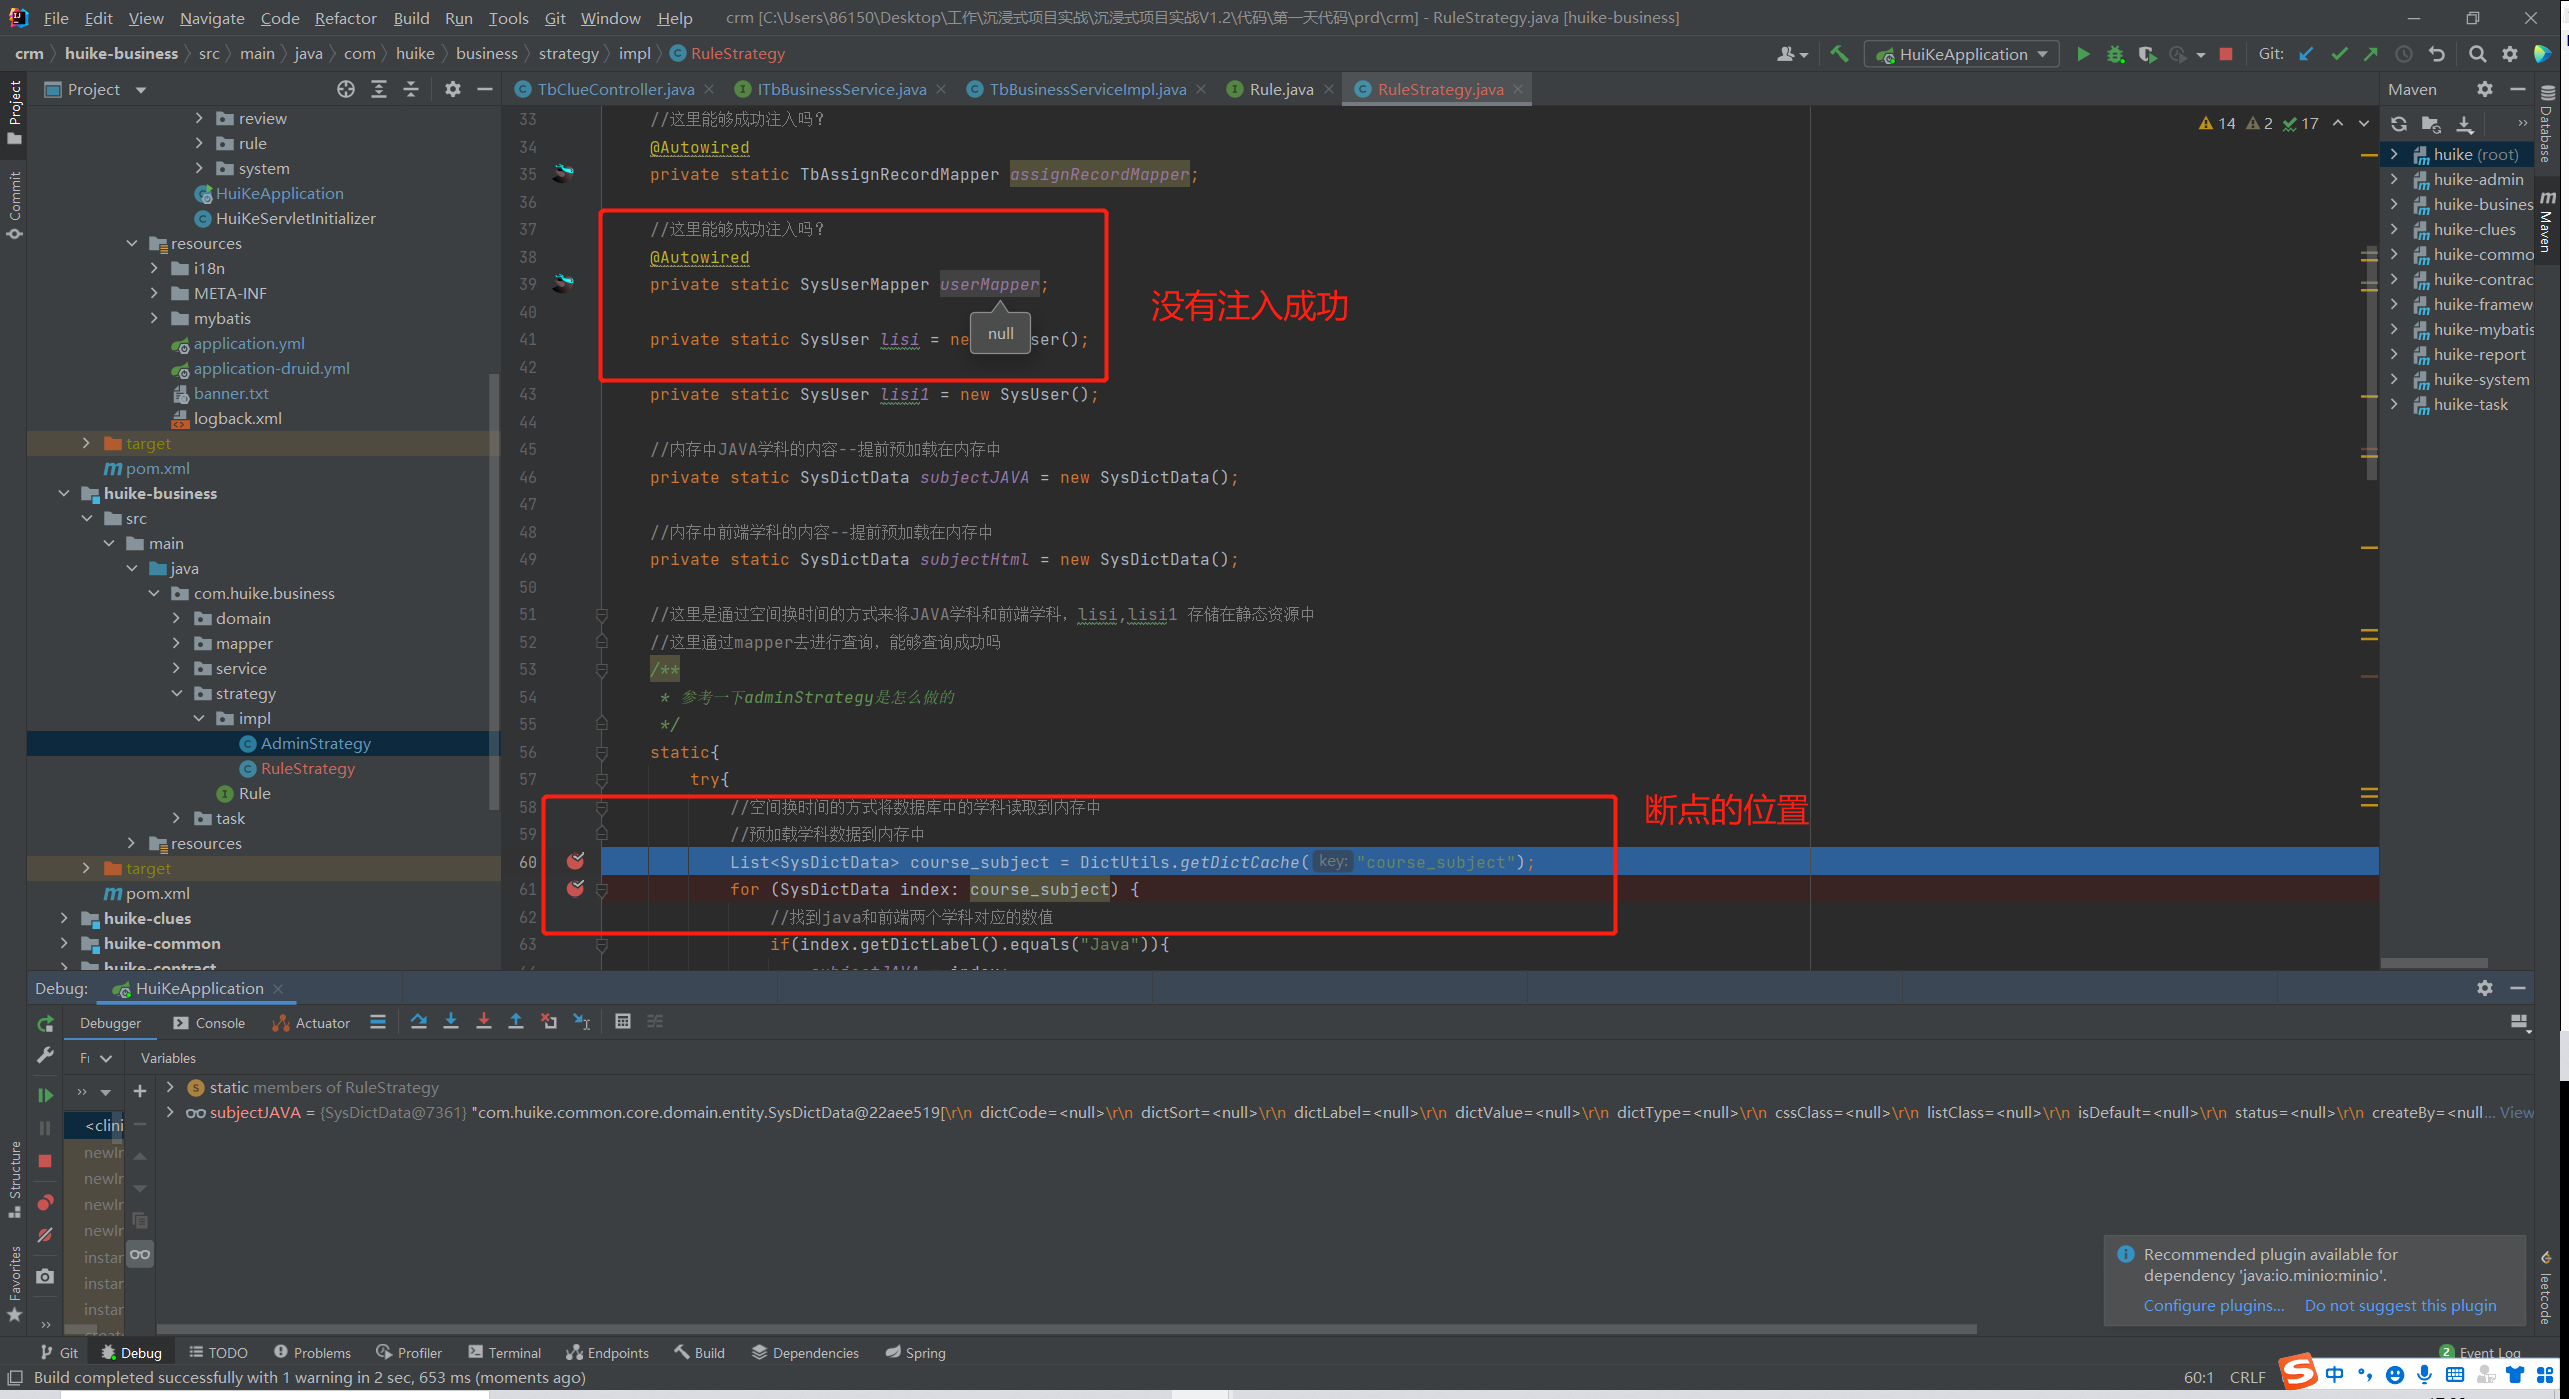 File Edit View Navigate Code Refactor Build Run Tools Git Window Help crm [C:\Users\86150\Desktop\工作\沉浸式项目实战\沉浸式项目实战V1.2\代码\第一天代码\prd\crm] - RuleStrategy.java [huike-business]
crm huike-business src main java com huike business strategy impl RuleStrategy HuiKeApplication Git:
Project
TbClueController.java ITbBusinessService.java TbBusinessServiceImpl.java Rule.java RuleStrategy.java
Maven
Project
Commit
Structure
Favorites
review
rule
system
HuiKeApplication
HuiKeServletInitializer
resources
i18n
META-INF
mybatis
application.yml
application-druid.yml
banner.txt
logback.xml
target
pom.xml
huike-business
src
main
java
com.huike.business
domain
mapper
service
strategy
impl
AdminStrategy
RuleStrategy
Rule
task
resources
target
pom.xml
huike-clues
huike-common
huike-contract
14 2 17
33 //这里能够成功注入吗?
34 @Autowired
35 private static TbAssignRecordMapper assignRecordMapper;
36
37 //这里能够成功注入吗?
38 @Autowired
39 private static SysUserMapper userMapper;
40
null
没有注入成功
41 private static SysUser lisi = ne ser();
42
43 private static SysUser lisi1 = new SysUser();
44
45 //内存中JAVA学科的内容--提前预加载在内存中
46 private static SysDictData subjectJAVA = new SysDictData();
47
48 //内存中前端学科的内容--提前预加载在内存中
49 private static SysDictData subjectHtml = new SysDictData();
50
51 //这里是通过空间换时间的方式来将JAVA学科和前端学科, lisi,lisi1 存储在静态资源中
52 //这里通过mapper去进行查询, 能够查询成功吗
53 /**
54 * 参考一下adminStrategy是怎么做的
55 */
56 static{
57 try{
58 //空间换时间的方式将数据库中的学科读取到内存中
59 //预加载学科数据到内存中
断点的位置
60 List<SysDictData> course_subject = DictUtils.getDictCache( key: "course_subject");
61 for (SysDictData index: course_subject) {
62 //找到java和前端两个学科对应的数值
63 if(index.getDictLabel().equals("Java")){
huike (root)
huike-admin
huike-busines
huike-clues
huike-commo
huike-contrac
huike-framew
huike-mybatis
huike-report
huike-system
huike-task
Database
Maven
leetcode
Debug: HuiKeApplication
Debugger Console Actuator
Variables
static members of RuleStrategy
subjectJAVA = {SysDictData@7361} "com.huike.common.core.domain.entity.SysDictData@22aee519[\r\n dictCode=<null>\r\n dictSort=<null>\r\n dictLabel=<null>\r\n dictValue=<null>\r\n dictType=<null>\r\n cssClass=<null>\r\n listClass=<null>\r\n isDefault=<null>\r\n status=<null>\r\n createBy=<null... View
<clini
newIr
newIr
newIr
newIr
instar
instar
instar
Recommended plugin available for
dependency 'java:io.minio:minio'.
Configure plugins... Do not suggest this plugin
Git Debug TODO Problems Profiler Terminal Endpoints Build Dependencies Spring 2 Event Log
Build completed successfully with 1 warning in 2 sec, 653 ms (moments ago) 60:1 CRLF 中